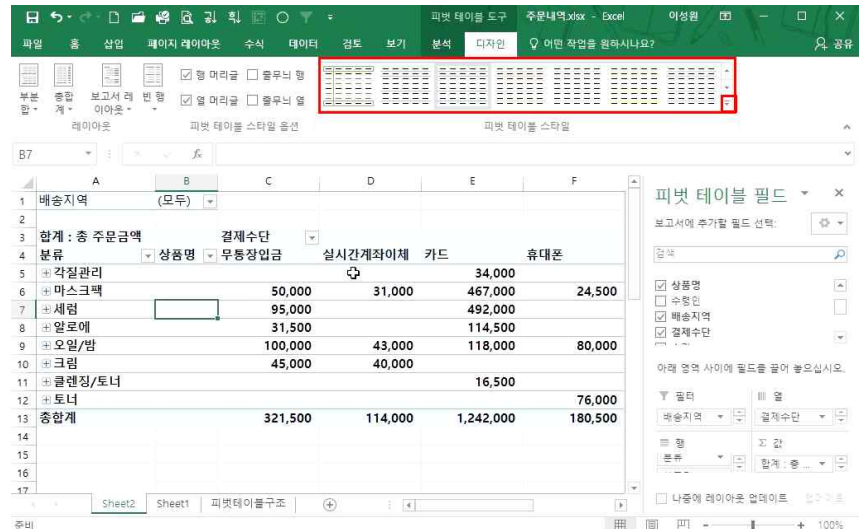 피벗 테이블 도구 주문내역.xlsx - Excel 이성원
파일 홈 삽입 페이지 레이아웃 수식 데이터 검토 보기 분석 디자인 어떤 작업을 원하시나요? 공유
부분합 총합계 보고서 레이아웃 빈 행
행 머리글 줄무늬 행
열 머리글 줄무늬 열
레이아웃 피벗 테이블 스타일 옵션 피벗 테이블 스타일
B7 fx
A B C D E F
1 배송지역 (모두)
2
3 합계 : 총 주문금액 결제수단
4 분류 상품명 무통장입금 실시간계좌이체 카드 휴대폰
5 각질관리 34,000
6 마스크팩 50,000 31,000 467,000 24,500
7 세럼 95,000 492,000
8 알로에 31,500 114,500
9 오일/밤 100,000 43,000 118,000 80,000
10 크림 45,000 40,000
11 클렌징/토너 16,500
12 토너 76,000
13 총합계 321,500 114,000 1,242,000 180,500
14
15
16
17
피벗 테이블 필드
보고서에 추가할 필드 선택:
검색
상품명
수령인
배송지역
결제수단
아래 영역 사이에 필드를 끌어 놓으십시오.
필터 열
배송지역 결제수단
행 Σ 값
분류 합계 : 총 ...
나중에 레이아웃 업데이트 업데이트
Sheet2 Sheet1 피벗테이블구조
준비 100%